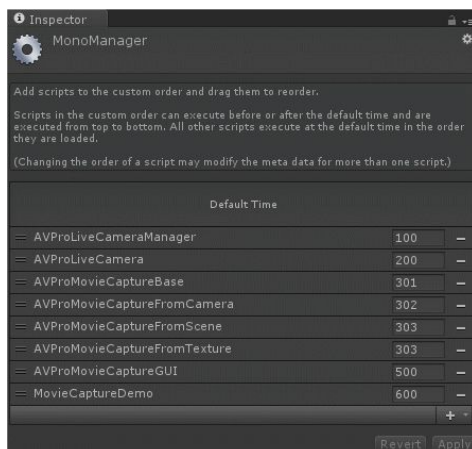 Inspector
MonoManager
Add scripts to the custom order and drag them to reorder.
Scripts in the custom order can execute before or after the default time and are
executed from top to bottom. All other scripts execute at the default time in the order
they are loaded.
(Changing the order of a script may modify the meta data for more than one script.)
Default Time
AVProLiveCameraManager 100
AVProLiveCamera 200
AVProMovieCaptureBase 301
AVProMovieCaptureFromCamera 302
AVProMovieCaptureFromScene 303
AVProMovieCaptureFromTexture 303
AVProMovieCaptureGUI 500
MovieCaptureDemo 600
Revert Apply